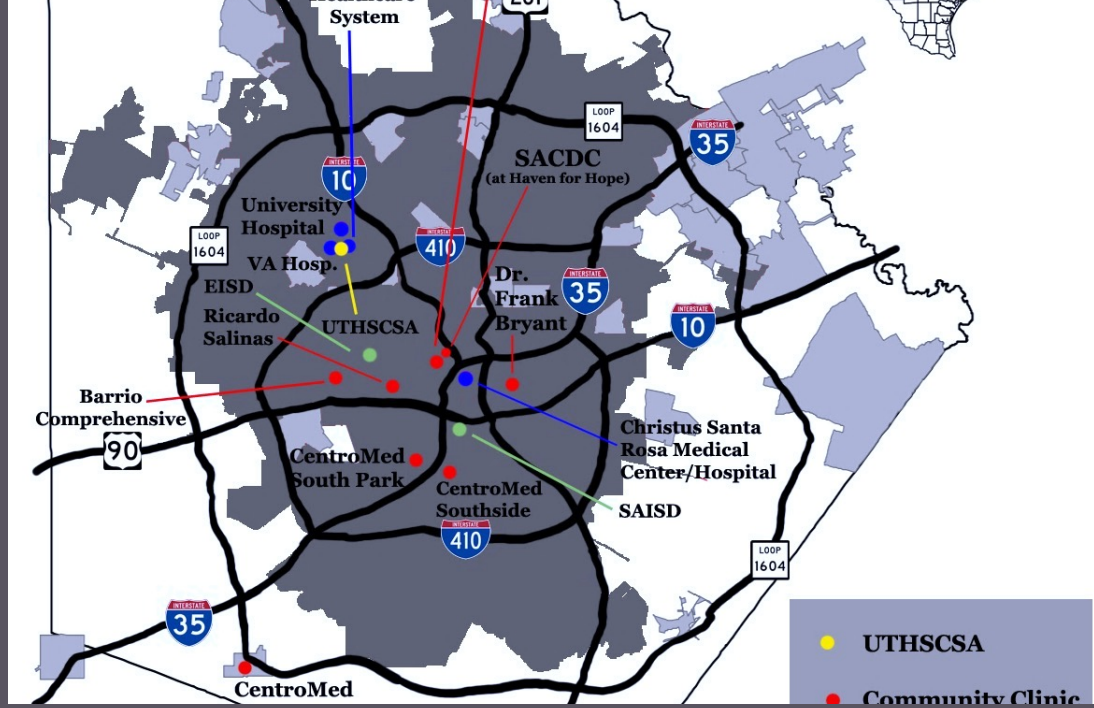 System
LOOP
1604
INTERSTATE
35
SACDC
(at Haven for Hope)
INTERSTATE
10
University
Hospital
LOOP
1604
INTERSTATE
410
VA Hosp.
Dr.
Frank
Bryant
INTERSTATE
35
EISD
Ricardo
Salinas
UTHSCSA
INTERSTATE
10
Barrio
Comprehensive
90
Christus Santa
Rosa Medical
Center/Hospital
CentroMed
South Park
CentroMed
Southside
SAISD
INTERSTATE
410
LOOP
1604
INTERSTATE
35
CentroMed
UTHSCSA
Community Clinic